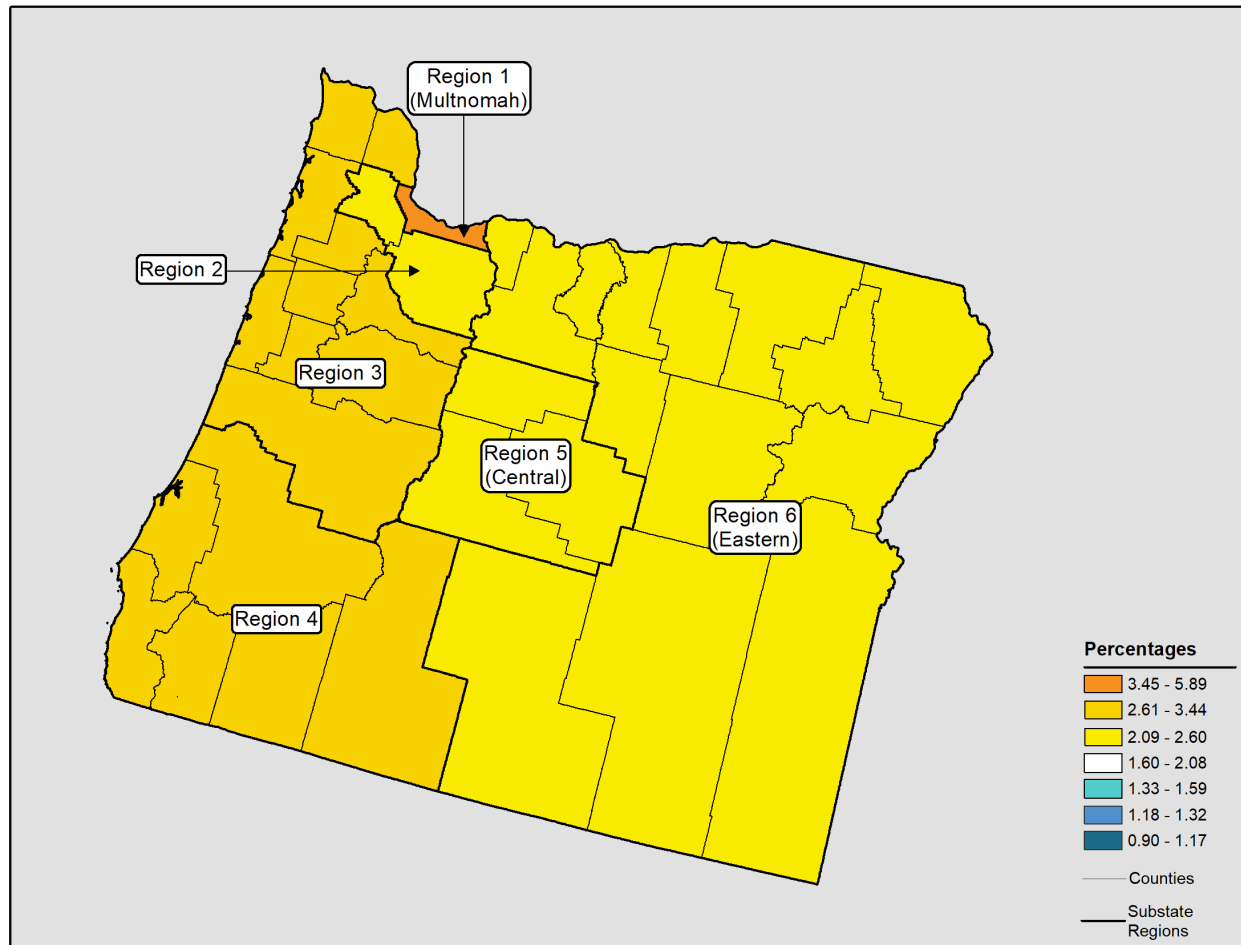 Region 1
(Multnomah)
Region 2
Region 3
Region 5
(Central)
Region 6
(Eastern)
Region 4
Percentages
3.45 - 5.89
2.61 - 3.44
2.09 - 2.60
1.60 - 2.08
1.33 - 1.59
1.18 - 1.32
0.90 - 1.17
Counties
Substate
Regions